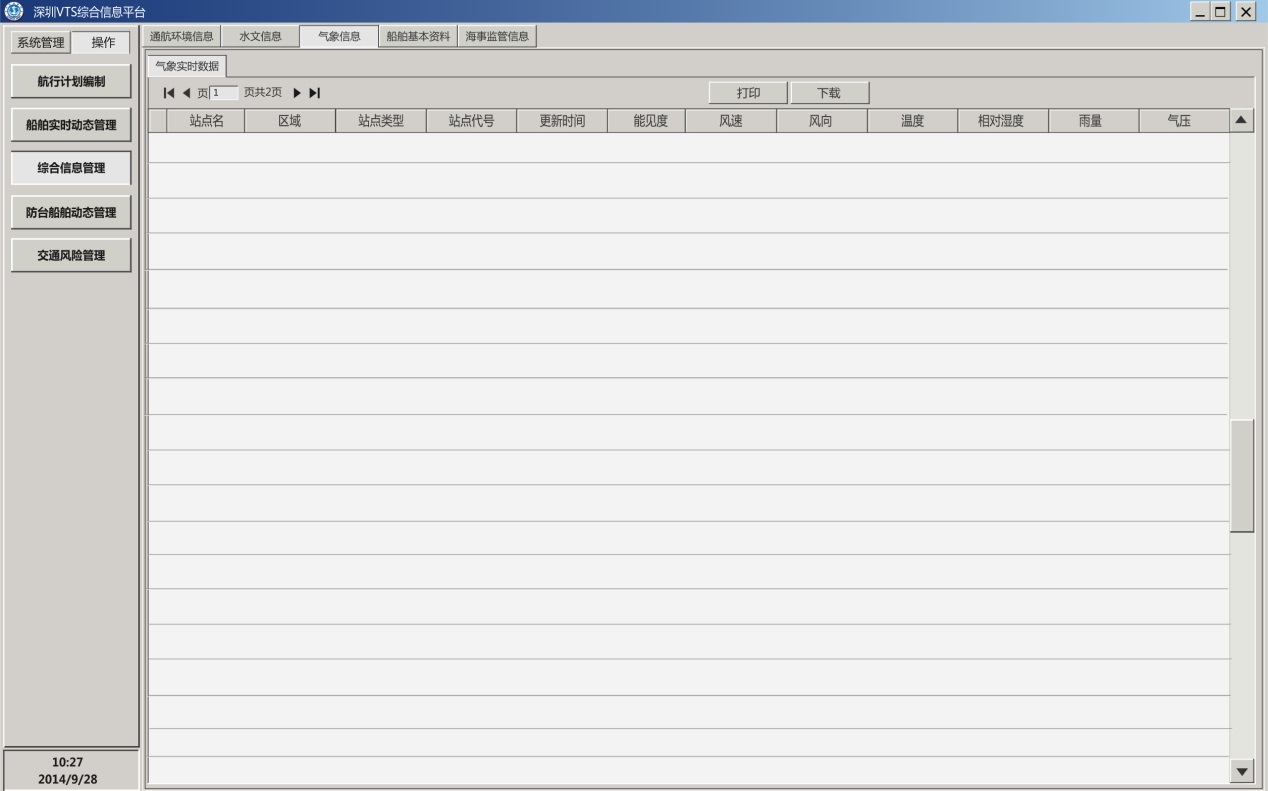 深圳VTS综合信息平台
系统管理 操作
通航环境信息 水文信息 气象信息 船舶基本资料 海事监管信息
气象实时数据
页 1 页共2页 打印 下载
站点名 区域 站点类型 站点代号 更新时间 能见度 风速 风向 温度 相对湿度 雨量 气压
航行计划编制
船舶实时动态管理
综合信息管理
防台船舶动态管理
交通风险管理
10:27
2014/9/28